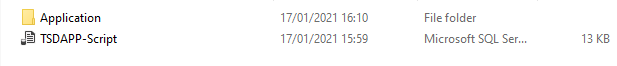 Application 17/01/2021 16:10 File folder
TSDAPP-Script 17/01/2021 15:59 Microsoft SQL Ser... 13 KB